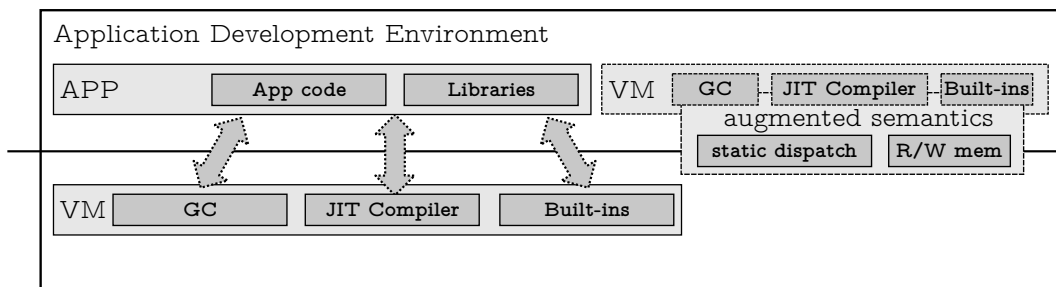 Application Development Environment
APP App code Libraries
VM GC JIT Compiler Built-ins
augmented semantics
static dispatch R/W mem
VM GC JIT Compiler Built-ins